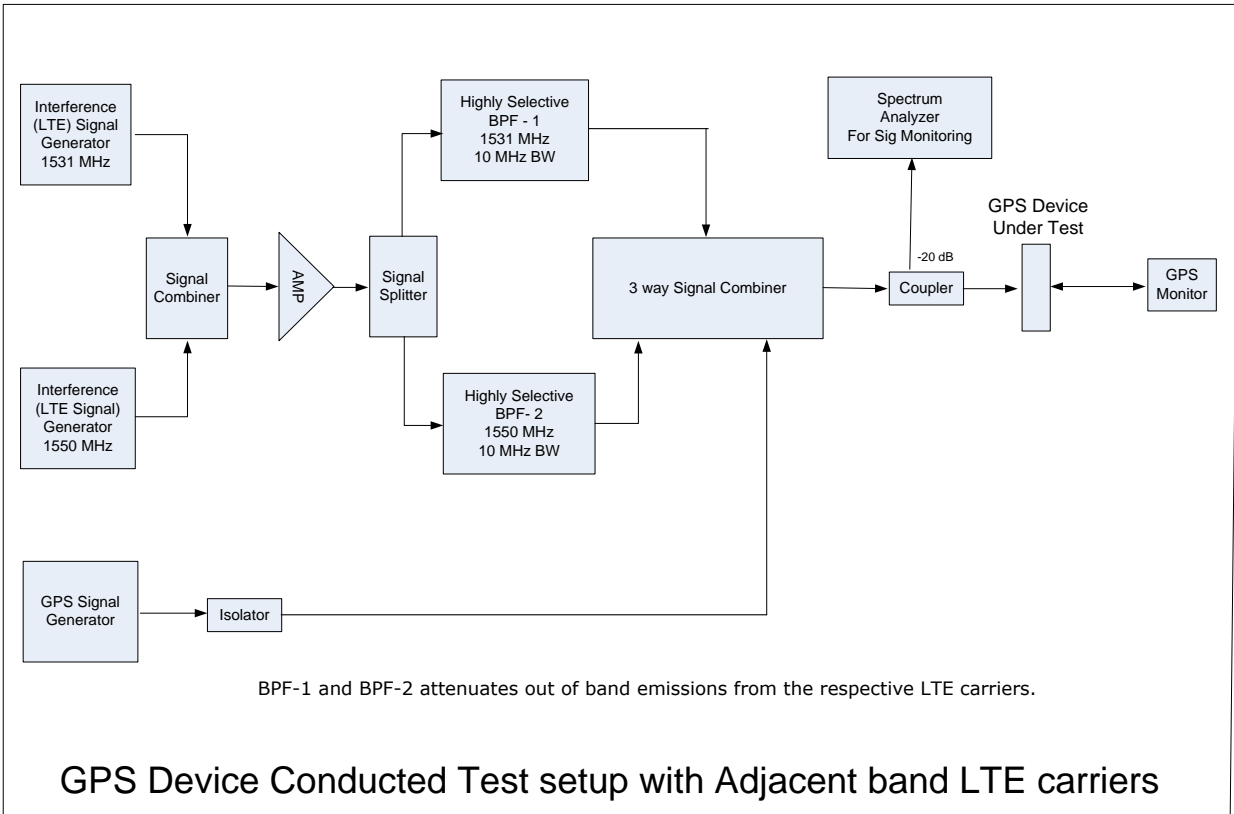 Interference
(LTE) Signal
Generator
1531 MHz
Highly Selective
BPF - 1
1531 MHz
10 MHz BW
Spectrum
Analyzer
For Sig Monitoring
GPS Device
Under Test
Signal
Combiner
AMP
Signal
Splitter
3 way Signal Combiner
-20 dB
Coupler
GPS
Monitor
Interference
(LTE Signal)
Generator
1550 MHz
Highly Selective
BPF- 2
1550 MHz
10 MHz BW
GPS Signal
Generator
Isolator
BPF-1 and BPF-2 attenuates out of band emissions from the respective LTE carriers.
GPS Device Conducted Test setup with Adjacent band LTE carriers